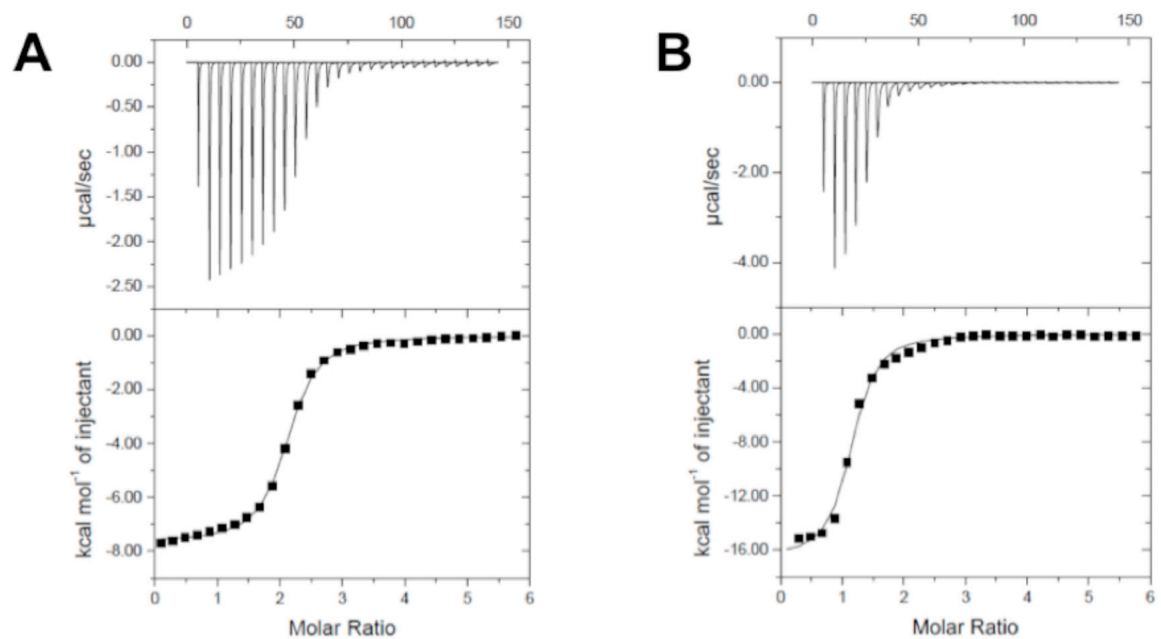 A
0 50 100 150
0.00
-0.50
-1.00
-1.50
-2.00
-2.50
µcal/sec
0.00
-2.00
-4.00
-6.00
-8.00
kcal mol⁻¹ of injectant
0 1 2 3 4 5 6
Molar Ratio
B
0 50 100 150
0.00
-2.00
-4.00
µcal/sec
0.00
-4.00
-8.00
-12.00
-16.00
kcal mol⁻¹ of injectant
0 1 2 3 4 5 6
Molar Ratio